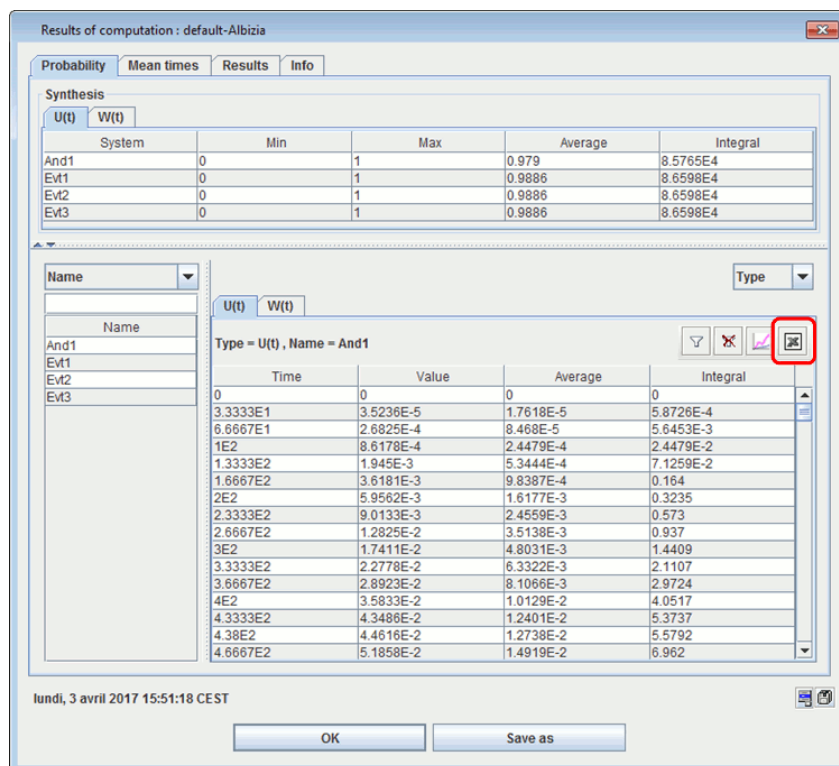 Results of computation : default-Albizia
Probability Mean times Results Info
Synthesis
U(t) W(t)
System Min Max Average Integral
And1 0 1 0.979 8.5765E4
Evt1 0 1 0.9886 8.6598E4
Evt2 0 1 0.9886 8.6598E4
Evt3 0 1 0.9886 8.6598E4
Name Type
U(t) W(t)
Name
And1
Evt1
Evt2
Evt3
Type = U(t) , Name = And1
Time Value Average Integral
0 0 0 0
3.3333E1 3.5236E-5 1.7618E-5 5.8726E-4
6.6667E1 2.6825E-4 8.468E-5 5.6453E-3
1E2 8.6178E-4 2.4479E-4 2.4479E-2
1.3333E2 1.945E-3 5.3444E-4 7.1259E-2
1.6667E2 3.6181E-3 9.8387E-4 0.164
2E2 5.9562E-3 1.6177E-3 0.3235
2.3333E2 9.0133E-3 2.4559E-3 0.573
2.6667E2 1.2825E-2 3.5138E-3 0.937
3E2 1.7411E-2 4.8031E-3 1.4409
3.3333E2 2.2778E-2 6.3322E-3 2.1107
3.6667E2 2.8923E-2 8.1066E-3 2.9724
4E2 3.5833E-2 1.0129E-2 4.0517
4.3333E2 4.3486E-2 1.2401E-2 5.3737
4.38E2 4.4616E-2 1.2738E-2 5.5792
4.6667E2 5.1858E-2 1.4919E-2 6.962
lundi, 3 avril 2017 15:51:18 CEST
OK Save as